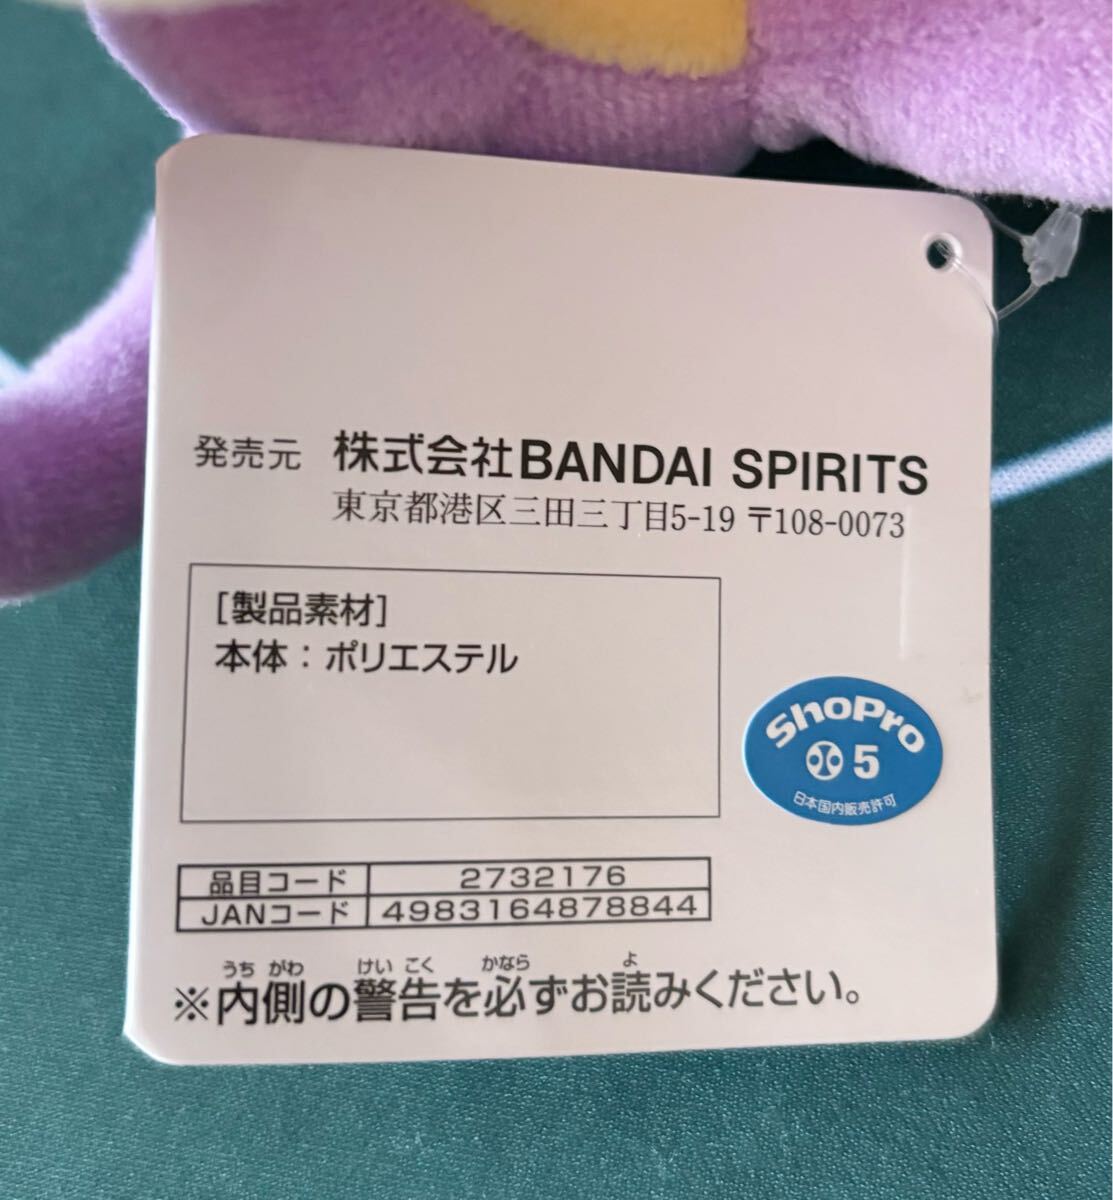 発売元 株式会社BANDAI SPIRITS
東京都港区三田三丁目5-19 〒108-0073
[製品素材]
本体：ポリエステル
ShoPro
小 5
日本国内販売許可
品目コード 2732176
JANコード 4983164878844
うち がわ けい こく かなら よ
※内側の警告を必ずお読みください。